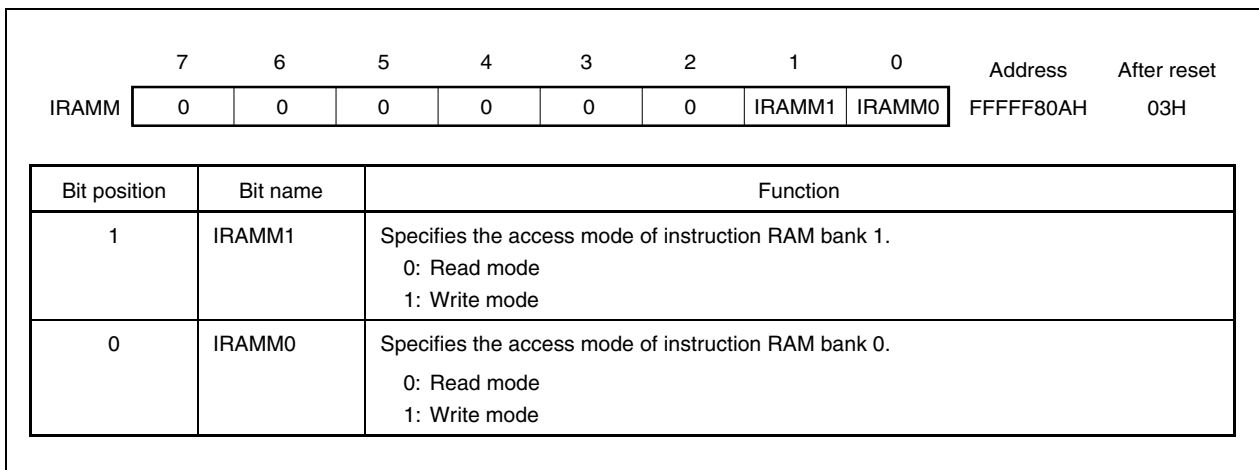 7 6 5 4 3 2 1 0 Address After reset
IRAMM 0 0 0 0 0 0 IRAMM1 IRAMM0 FFFFF80AH 03H
Bit position Bit name Function
1 IRAMM1 Specifies the access mode of instruction RAM bank 1.
0: Read mode
1: Write mode
0 IRAMM0 Specifies the access mode of instruction RAM bank 0.
0: Read mode
1: Write mode